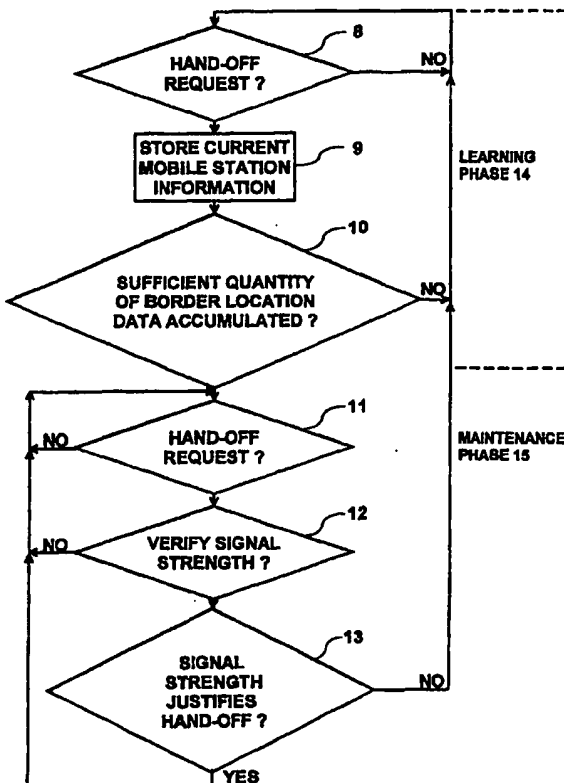 8
HAND-OFF
REQUEST ?
NO
STORE CURRENT
MOBILE STATION
INFORMATION
9
LEARNING
PHASE 14
10
SUFFICIENT QUANTITY
OF BORDER LOCATION
DATA ACCUMULATED ?
NO
11
HAND-OFF
REQUEST ?
NO
MAINTENANCE
PHASE 15
12
VERIFY SIGNAL
STRENGTH ?
NO
13
SIGNAL
STRENGTH
JUSTIFIES
HAND-OFF ?
NO
YES